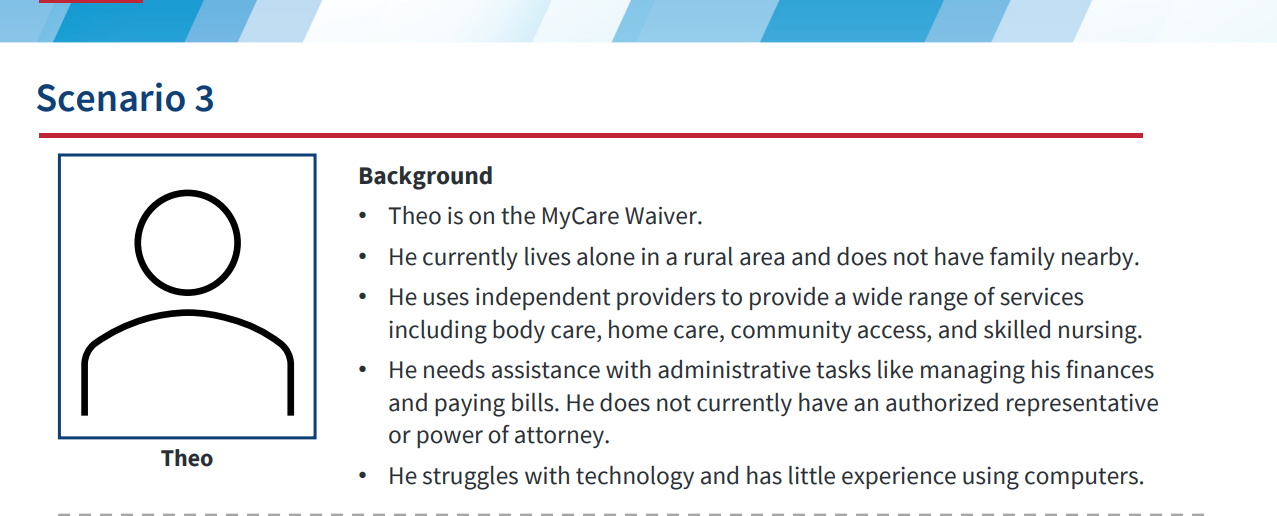 Scenario 3
Background
• Theo is on the MyCare Waiver.
• He currently lives alone in a rural area and does not have family nearby.
• He uses independent providers to provide a wide range of services
including body care, home care, community access, and skilled nursing.
• He needs assistance with administrative tasks like managing his finances
and paying bills. He does not currently have an authorized representative
or power of attorney.
• He struggles with technology and has little experience using computers.
Theo